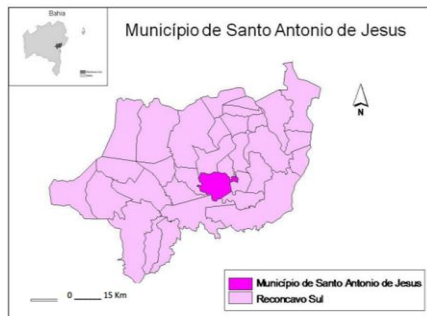 Bahia
Município de Santo Antonio de Jesus
N
0 15 Km
Município de Santo Antonio de Jesus
Reconcavo Sul